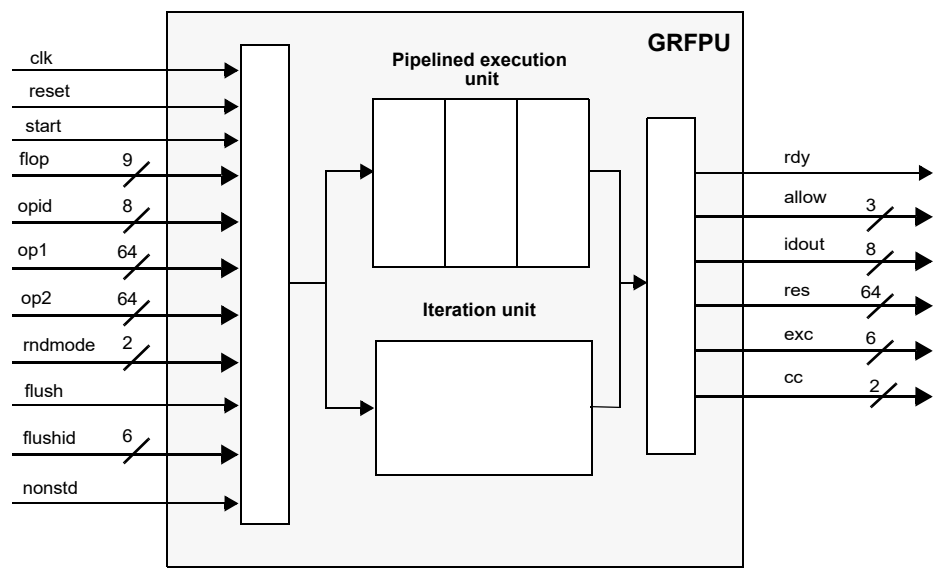 GRFPU
Pipelined execution
unit
Iteration unit
clk
reset
start
flop 9
opid 8
op1 64
op2 64
rndmode 2
flush
flushid 6
nonstd
rdy
allow 3
idout 8
res 64
exc 6
cc 2